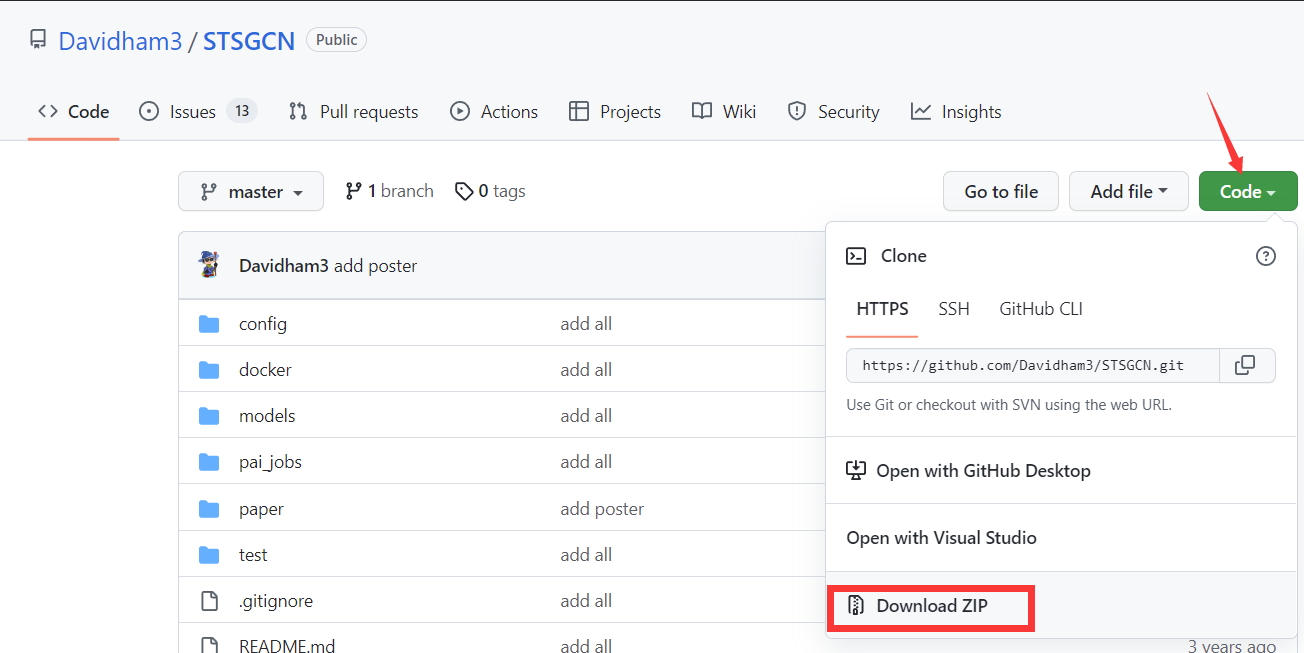 Davidham3 / STSGCN Public
Code Issues 13 Pull requests Actions Projects Wiki Security Insights
master 1 branch 0 tags Go to file Add file Code
Davidham3 add poster
config add all
docker add all
models add all
pai_jobs add all
paper add poster
test add all
.gitignore add all
README.md add all 3 years ago
Clone
HTTPS SSH GitHub CLI
https://github.com/Davidham3/STSGCN.git
Use Git or checkout with SVN using the web URL.
Open with GitHub Desktop
Open with Visual Studio
Download ZIP